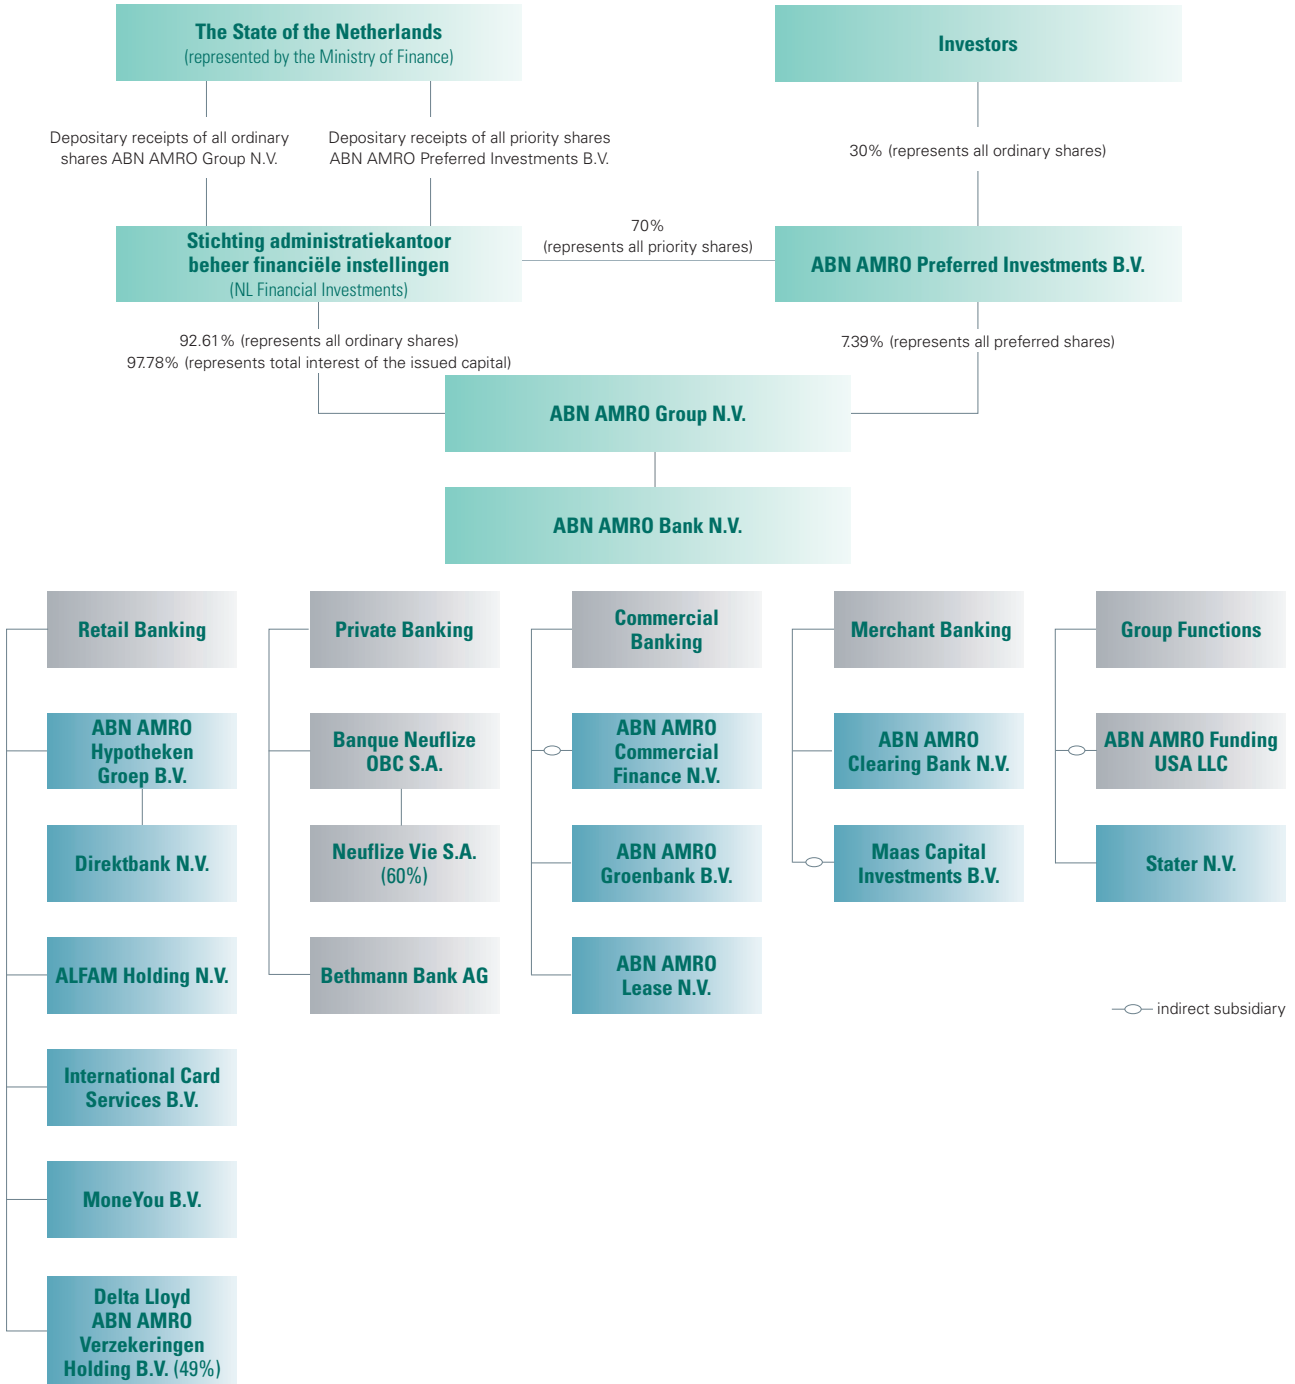 The State of the Netherlands
(represented by the Ministry of Finance)
Investors
Depositary receipts of all ordinary
shares ABN AMRO Group N.V.
Depositary receipts of all priority shares
ABN AMRO Preferred Investments B.V.
30% (represents all ordinary shares)
Stichting administratiekantoor
beheer financiële instellingen
(NL Financial Investments)
70%
(represents all priority shares)
ABN AMRO Preferred Investments B.V.
92.61% (represents all ordinary shares)
97.78% (represents total interest of the issued capital)
7.39% (represents all preferred shares)
ABN AMRO Group N.V.
ABN AMRO Bank N.V.
Retail Banking
Private Banking
Commercial
Banking
Merchant Banking
Group Functions
ABN AMRO
Hypotheken
Groep B.V.
Banque Neuflize
OBC S.A.
ABN AMRO
Commercial
Finance N.V.
ABN AMRO
Clearing Bank N.V.
ABN AMRO Funding
USA LLC
Direktbank N.V.
Neuflize Vie S.A.
(60%)
ABN AMRO
Groenbank B.V.
Maas Capital
Investments B.V.
Stater N.V.
ALFAM Holding N.V.
Bethmann Bank AG
ABN AMRO
Lease N.V.
indirect subsidiary
International Card
Services B.V.
MoneYou B.V.
Delta Lloyd
ABN AMRO
Verzekeringen
Holding B.V. (49%)